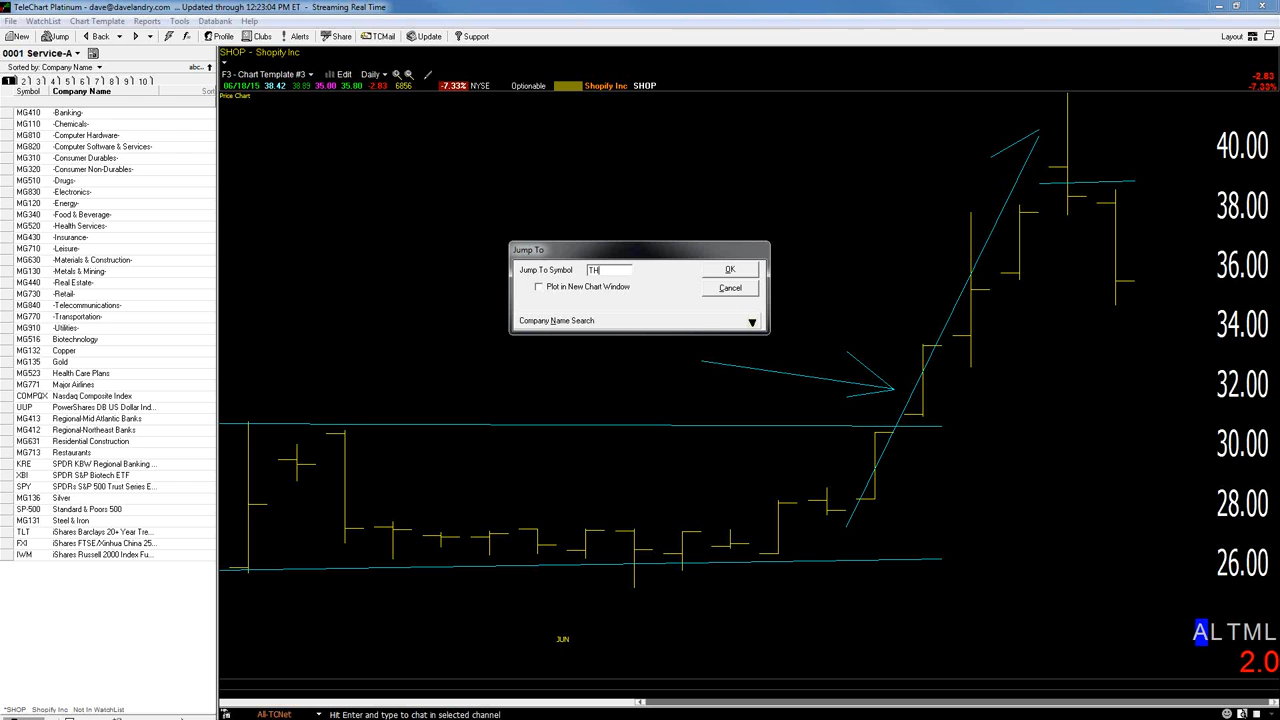 TeleChart Platinum - dave@davelandry.com ... Updated through 12:23:04 PM ET - Streaming Real Time
File WatchList Chart Template Reports Tools Databank Help
New Jump Back Profile Clubs Alerts Share TCMail Update Support Layout
0001 Service-A
Sorted by: Company Name abc..
1 2 3 4 5 6 7 8 9 10
Symbol Company Name Sort
MG410 -Banking-
MG110 -Chemicals-
MG810 -Computer Hardware-
MG820 -Computer Software & Services-
MG310 -Consumer Durables-
MG320 -Consumer Non-Durables-
MG510 -Drugs-
MG830 -Electronics-
MG120 -Energy-
MG340 -Food & Beverage-
MG520 -Health Services-
MG430 -Insurance-
MG710 -Leisure-
MG630 -Materials & Construction-
MG130 -Metals & Mining-
MG440 -Real Estate-
MG730 -Retail-
MG840 -Telecommunications-
MG770 -Transportation-
MG910 -Utilities-
MG516 Biotechnology
MG132 Copper
MG135 Gold
MG523 Health Care Plans
MG771 Major Airlines
COMPQX Nasdaq Composite Index
UUP PowerShares DB US Dollar Ind...
MG413 Regional-Mid Atlantic Banks
MG412 Regional-Northeast Banks
MG631 Residential Construction
MG713 Restaurants
KRE SPDR KBW Regional Banking ...
XBI SPDR S&P Biotech ETF
SPY SPDRs S&P 500 Trust Series E...
MG136 Silver
SP-500 Standard & Poors 500
MG131 Steel & Iron
TLT iShares Barclays 20+ Year Tre...
FXI iShares FTSE/Xinhua China 25...
IWM iShares Russell 2000 Index Fu...
*SHOP Shopify Inc Not In WatchList
SHOP - Shopify Inc
F3 - Chart Template #3 Edit Daily
06/18/15 38.42 38.89 35.00 35.80 -2.83 6856 -7.33% NYSE Optionable Shopify Inc SHOP
-2.83
-7.33%
Price Chart
40.00
38.00
36.00
34.00
32.00
30.00
28.00
26.00
Jump To
Jump To Symbol TH OK
Plot in New Chart Window Cancel
Company Name Search
JUN
ALTML
2.0
All-TCNet Hit Enter and type to chat in selected channel